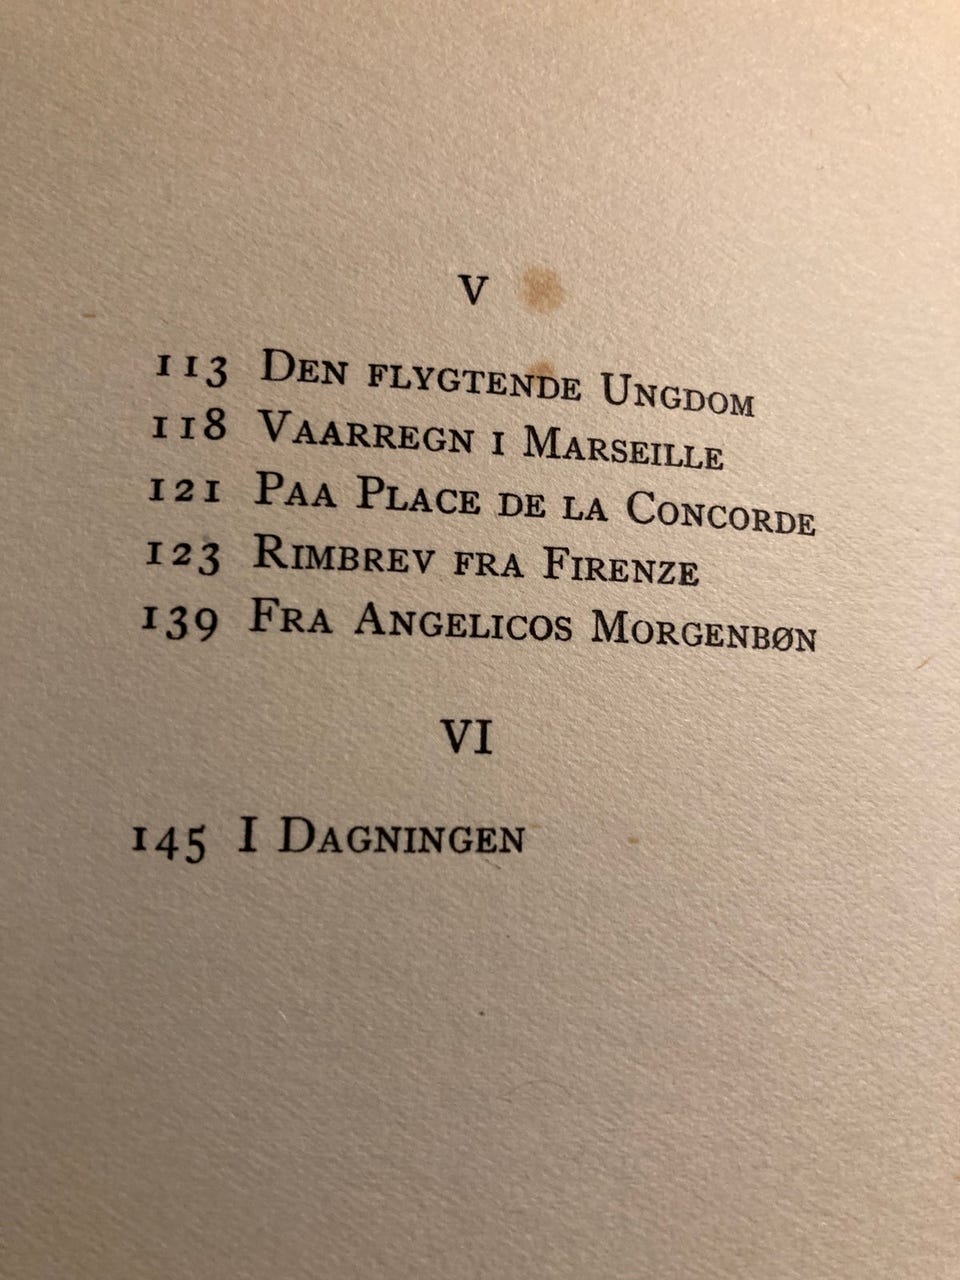 V
113 Den flygtende Ungdom
118 Vaarregn i Marseille
121 Paa Place de la Concorde
123 Rimbrev fra Firenze
139 Fra Angelicos Morgenbøn
VI
145 I Dagningen